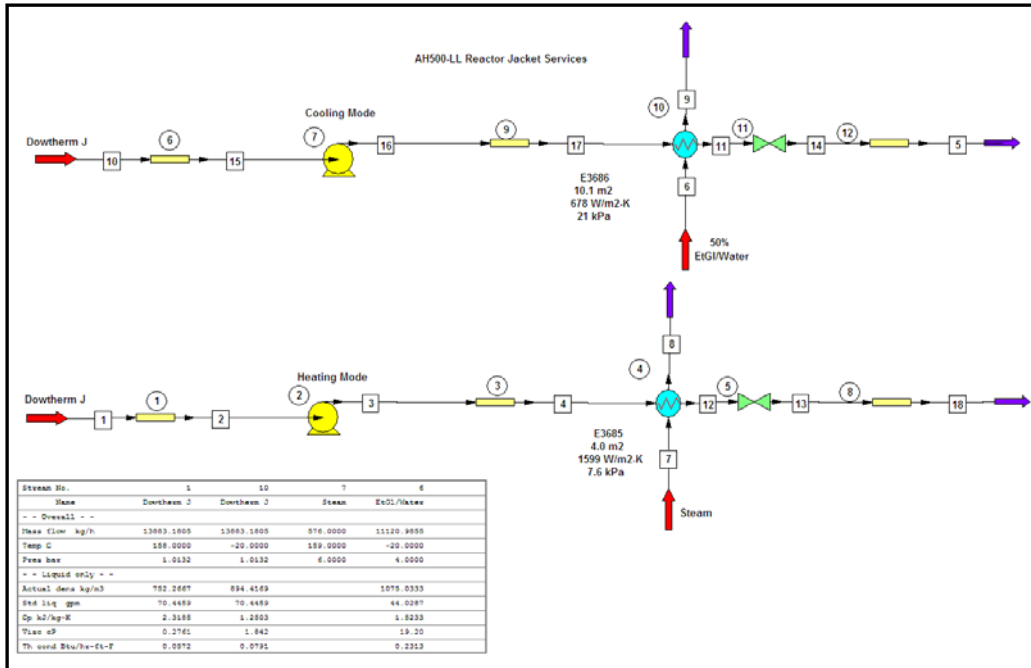 AH500-LL Reactor Jacket Services
Cooling Mode
Dowtherm J
10
6
15
7
16
9
17
10
9
11
11
14
12
5
6
E3686
10.1 m2
678 W/m2-K
21 kPa
50%
EtGl/Water
Heating Mode
Dowtherm J
1
1
2
2
3
3
4
4
8
12
5
13
8
18
7
E3685
4.0 m2
1599 W/m2-K
7.6 kPa
Steam
Stream No. 1 10 7 6
Name Dowtherm J Dowtherm J Steam EtGl/Water
- - Overall - -
Mass flow kg/h 13883.1805 13883.1805 576.0000 11120.9855
Temp C 158.0000 -20.0000 159.0000 -20.0000
Pres bar 1.0132 1.0132 6.0000 4.0000
- - Liquid only - -
Actual dens kg/m3 752.2667 894.4169 1075.0333
Std liq gpm 70.4459 70.4459 44.0287
Cp kJ/kg-K 2.3188 1.2803 1.8233
Visc cP 0.2761 1.842 19.20
Th cond Btu/hr-ft-F 0.0572 0.0791 0.2313